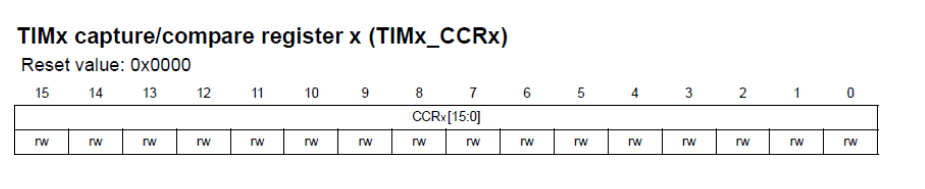 TIMx capture/compare register x (TIMx_CCRx)
Reset value: 0x0000
15 14 13 12 11 10 9 8 7 6 5 4 3 2 1 0
CCRx[15:0]
rw rw rw rw rw rw rw rw rw rw rw rw rw rw rw rw